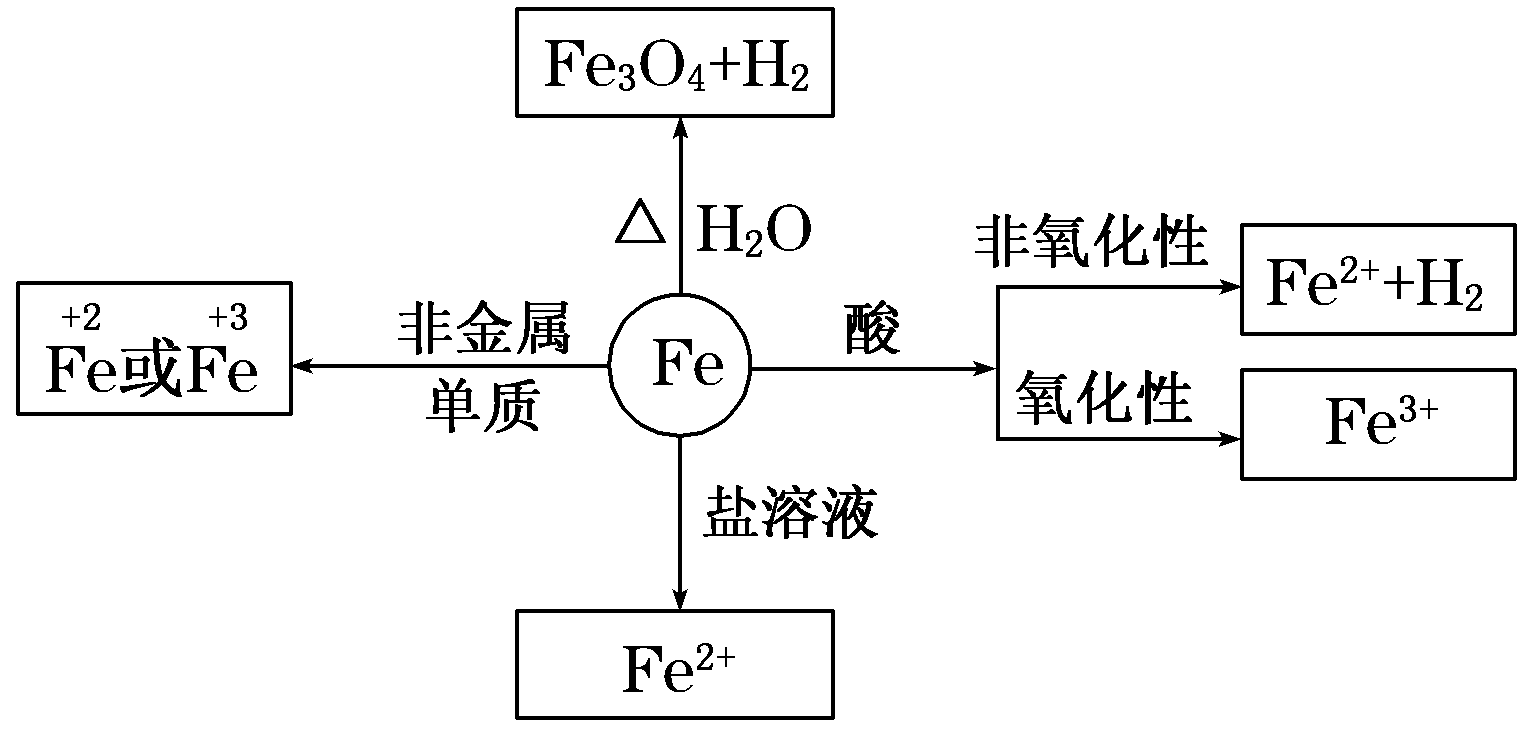 Fe₃O₄+H₂
△ H₂O
非氧化性
Fe²⁺+H₂
+2 +3
Fe或Fe
非金属
单质
Fe
酸
氧化性
Fe³⁺
盐溶液
Fe²⁺